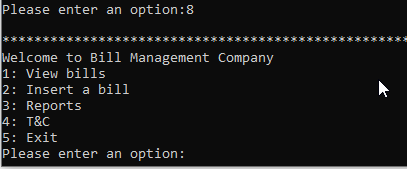 Please enter an option:8
****************************************************
Welcome to Bill Management Company
1: View bills
2: Insert a bill
3: Reports
4: T&C
5: Exit
Please enter an option: